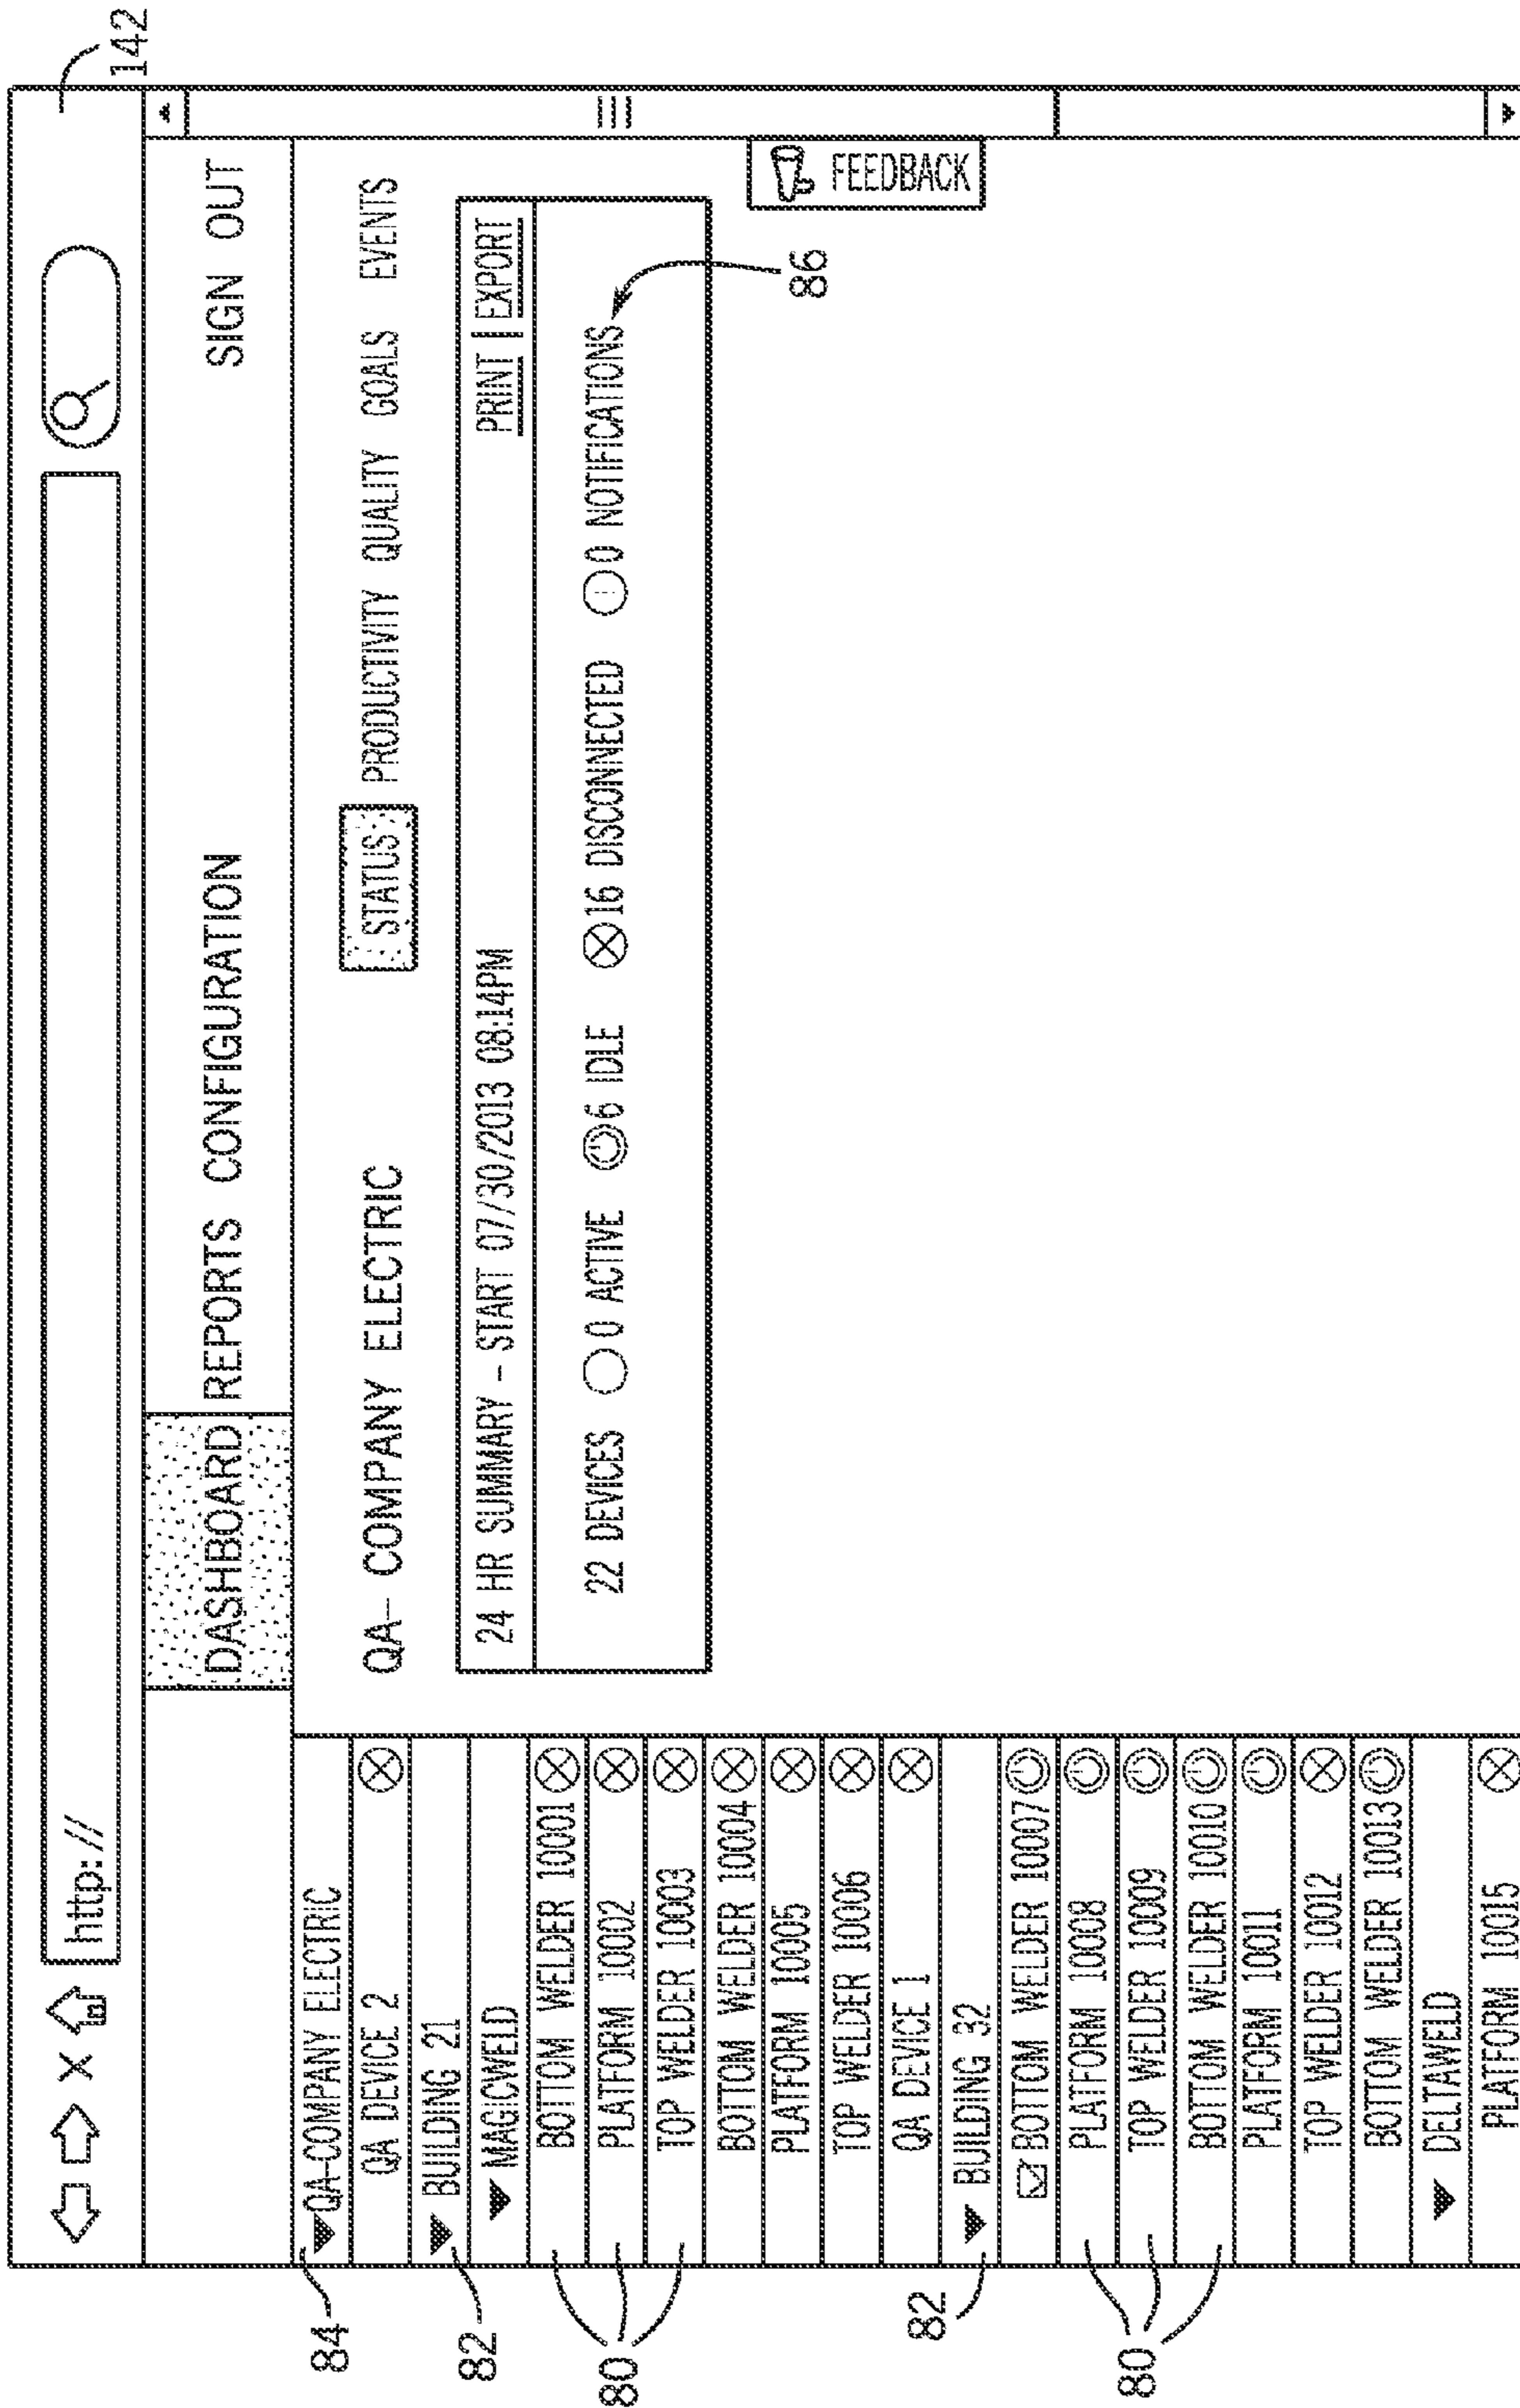 142
http://
DASHBOARD REPORTS CONFIGURATION SIGN OUT
84
QA-COMPANY ELECTRIC
QA DEVICE 2
82
BUILDING 21
MAGICWELD
80
BOTTOM WELDER 10001
PLATFORM 10002
TOP WELDER 10003
BOTTOM WELDER 10004
PLATFORM 10005
TOP WELDER 10006
QA DEVICE 1
82
BUILDING 32
BOTTOM WELDER 10007
80
PLATFORM 10008
TOP WELDER 10009
BOTTOM WELDER 10010
PLATFORM 10011
TOP WELDER 10012
BOTTOM WELDER 10013
DELTAWELD
PLATFORM 10015
QA- COMPANY ELECTRIC STATUS PRODUCTIVITY QUALITY GOALS EVENTS
24 HR SUMMARY - START 07/30/2013 08:14PM PRINT | EXPORT
22 DEVICES 0 ACTIVE 6 IDLE 16 DISCONNECTED 0 NOTIFICATIONS
86
FEEDBACK